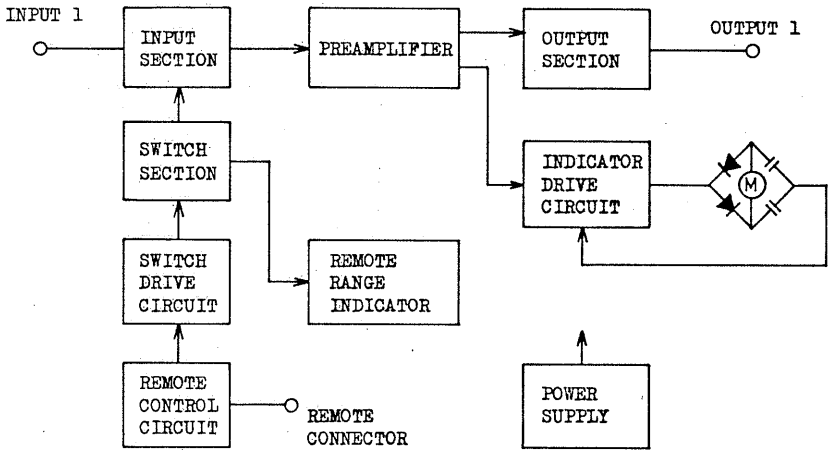 INPUT 1
INPUT
SECTION
PREAMPLIFIER
OUTPUT
SECTION
OUTPUT 1
SWITCH
SECTION
INDICATOR
DRIVE
CIRCUIT
M
SWITCH
DRIVE
CIRCUIT
REMOTE
RANGE
INDICATOR
REMOTE
CONTROL
CIRCUIT
REMOTE
CONNECTOR
POWER
SUPPLY